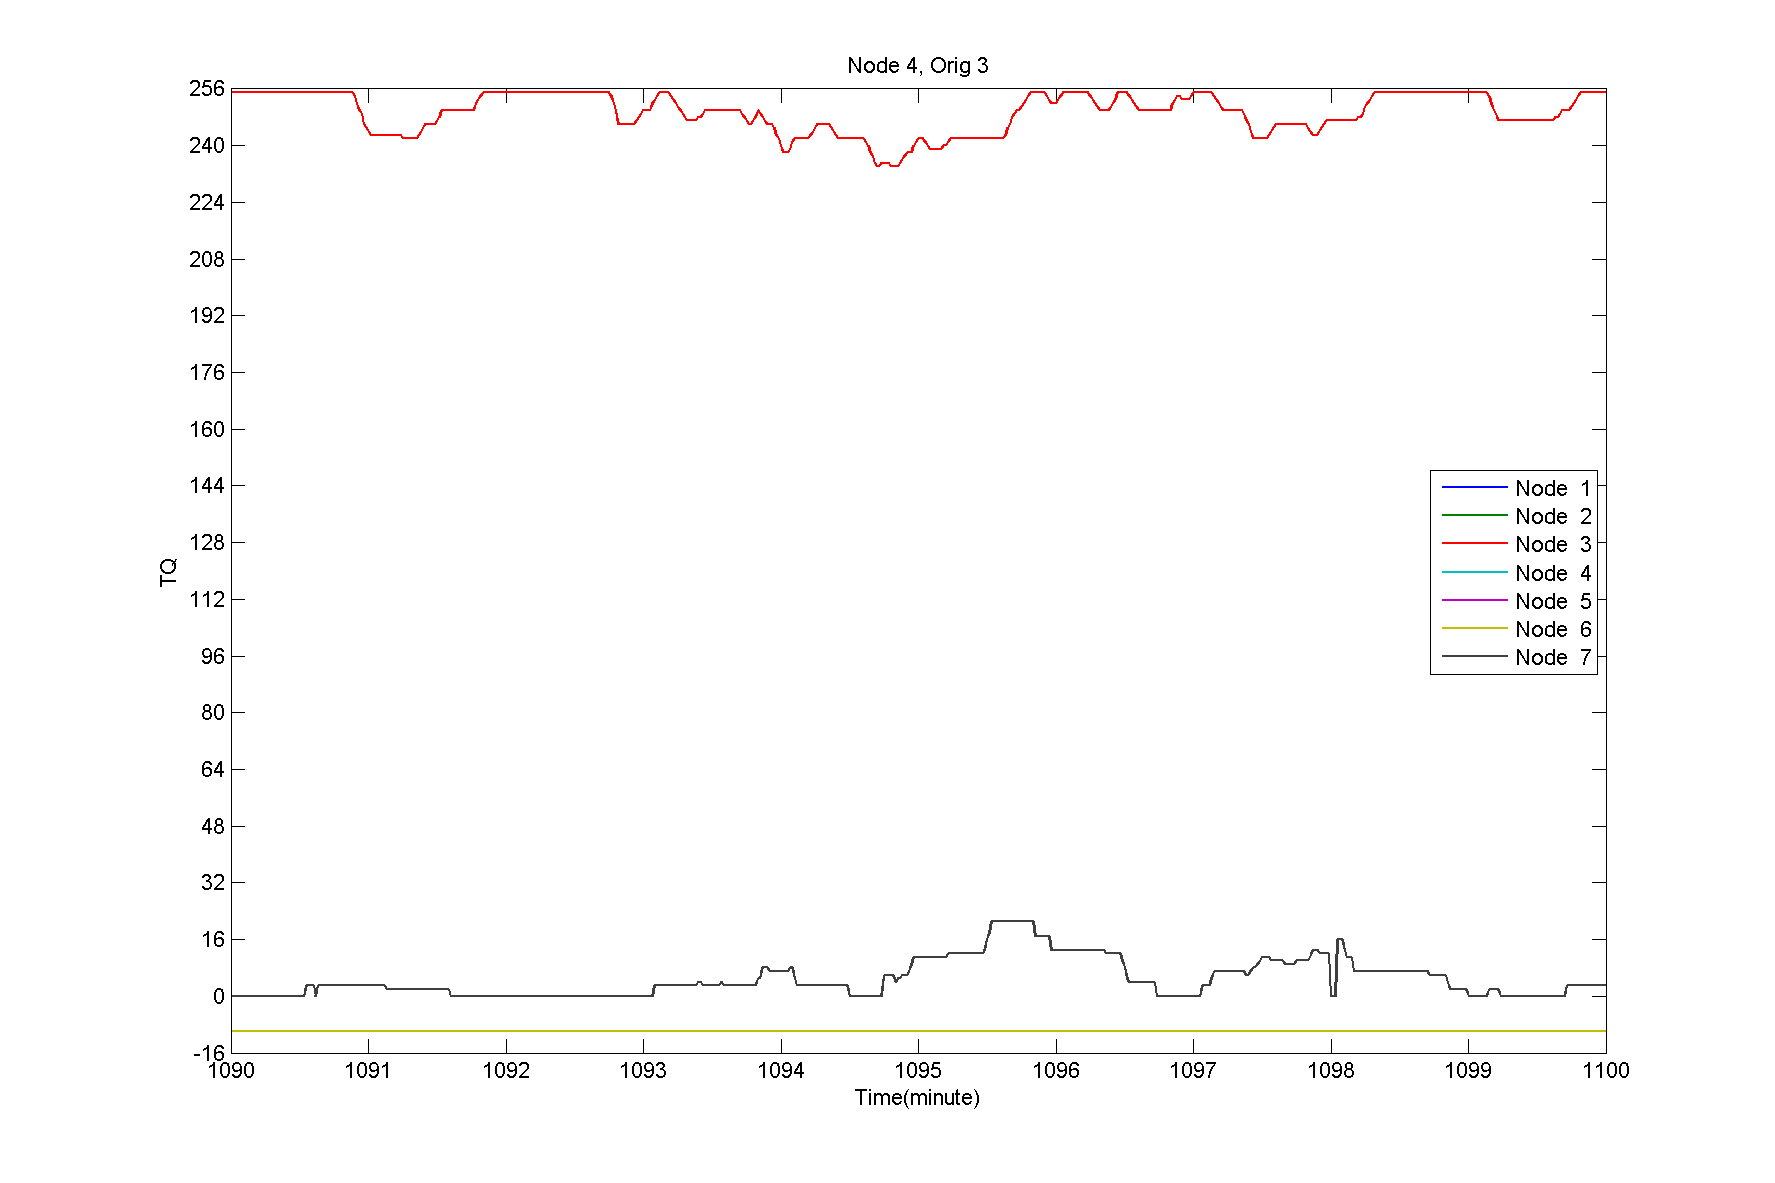 Node 4, Orig 3
256
240
224
208
192
176
160
144
128
112
96
80
64
48
32
16
0
-16
TQ
Node 1
Node 2
Node 3
Node 4
Node 5
Node 6
Node 7
1090 1091 1092 1093 1094 1095 1096 1097 1098 1099 1100
Time(minute)